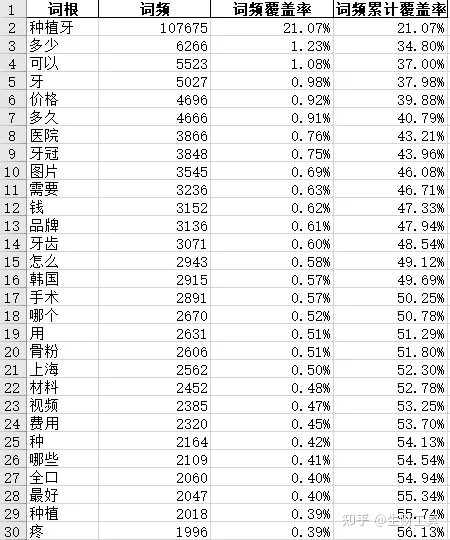 1 词根 词频 词频覆盖率 词频累计覆盖率
2 种植牙 107675 21.07% 21.07%
3 多少 6266 1.23% 34.80%
4 可以 5523 1.08% 37.00%
5 牙 5027 0.98% 37.98%
6 价格 4696 0.92% 39.88%
7 多久 4666 0.91% 40.79%
8 医院 3866 0.76% 43.21%
9 牙冠 3848 0.75% 43.96%
10 图片 3545 0.69% 46.08%
11 需要 3236 0.63% 46.71%
12 钱 3152 0.62% 47.33%
13 品牌 3136 0.61% 47.94%
14 牙齿 3071 0.60% 48.54%
15 怎么 2943 0.58% 49.12%
16 韩国 2915 0.57% 49.69%
17 手术 2891 0.57% 50.25%
18 哪个 2670 0.52% 50.78%
19 用 2631 0.51% 51.29%
20 骨粉 2606 0.51% 51.80%
21 上海 2562 0.50% 52.30%
22 材料 2452 0.48% 52.78%
23 视频 2385 0.47% 53.25%
24 费用 2320 0.45% 53.70%
25 种 2164 0.42% 54.13%
26 哪些 2109 0.41% 54.54%
27 全口 2060 0.40% 54.94%
28 最好 2047 0.40% 55.34%
29 种植 2018 0.39% 55.74%
30 疼 1996 0.39% 56.13%
知乎